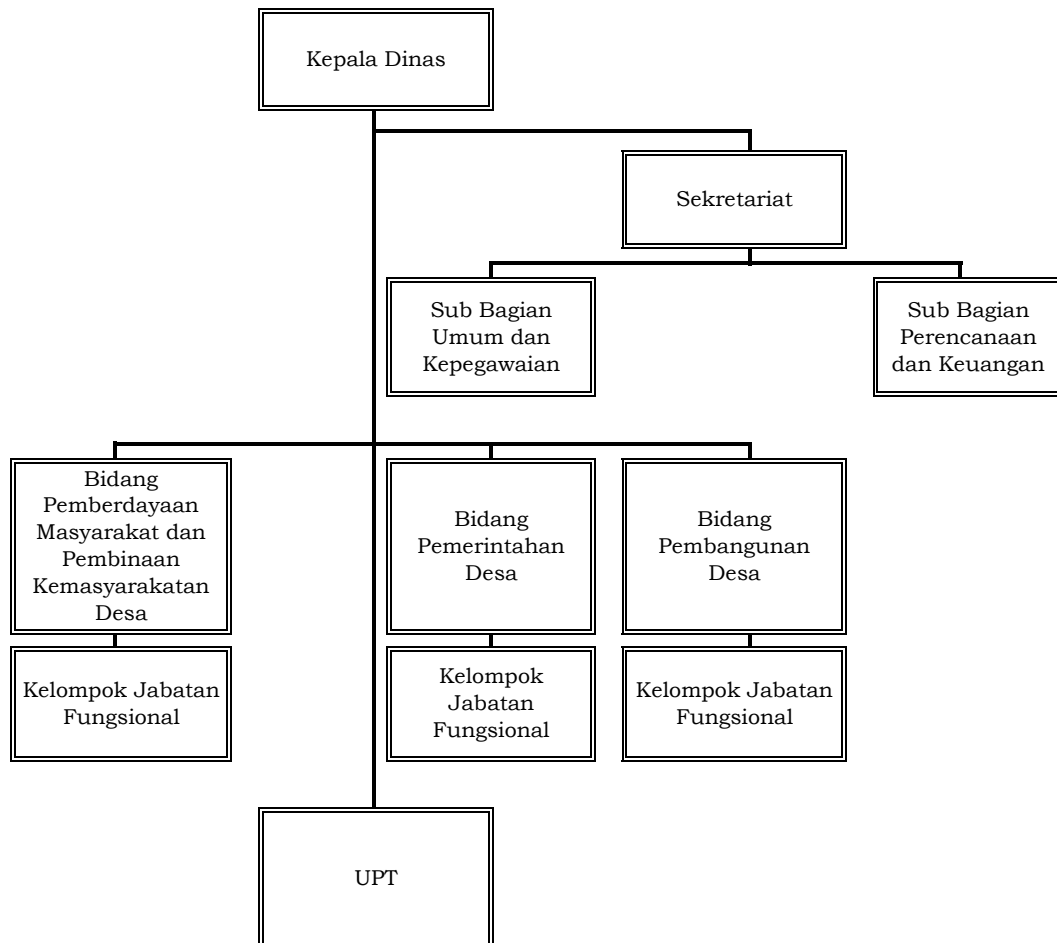 Kepala Dinas
Sekretariat
Sub Bagian
Umum dan
Kepegawaian
Sub Bagian
Perencanaan
dan Keuangan
Bidang
Pemberdayaan
Masyarakat dan
Pembinaan
Kemasyarakatan
Desa
Bidang
Pemerintahan
Desa
Bidang
Pembangunan
Desa
Kelompok Jabatan
Fungsional
Kelompok
Jabatan
Fungsional
Kelompok Jabatan
Fungsional
UPT